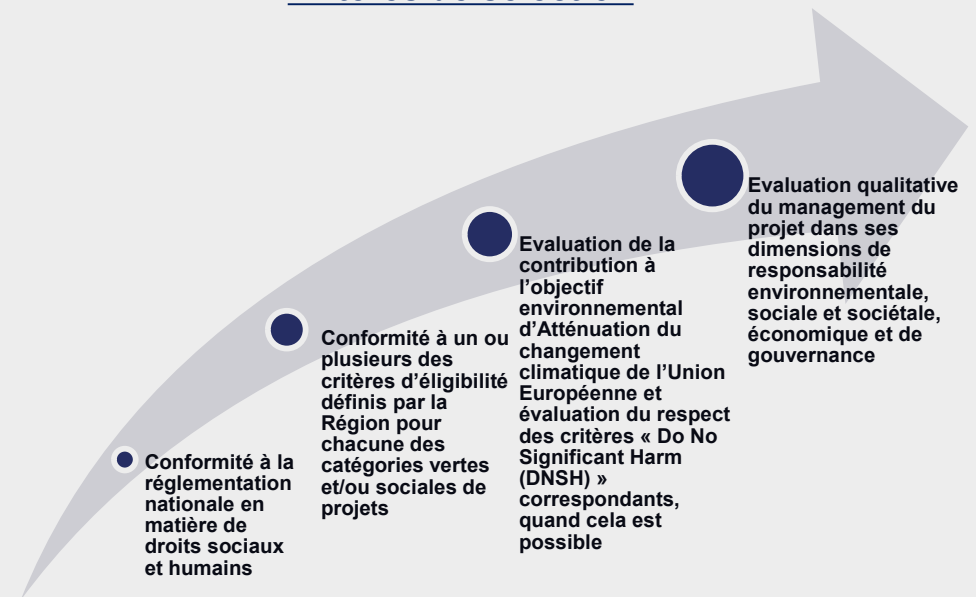 Conformité à la
réglementation
nationale en
matière de
droits sociaux
et humains
Conformité à un ou
plusieurs des
critères d’éligibilité
définis par la
Région pour
chacune des
catégories vertes
et/ou sociales de
projets
Evaluation de la
contribution à
l’objectif
environnemental
d’Atténuation du
changement
climatique de l’Union
Européenne et
évaluation du respect
des critères « Do No
Significant Harm
(DNSH) »
correspondants,
quand cela est
possible
Evaluation qualitative
du management du
projet dans ses
dimensions de
responsabilité
environnementale,
sociale et sociétale,
économique et de
gouvernance